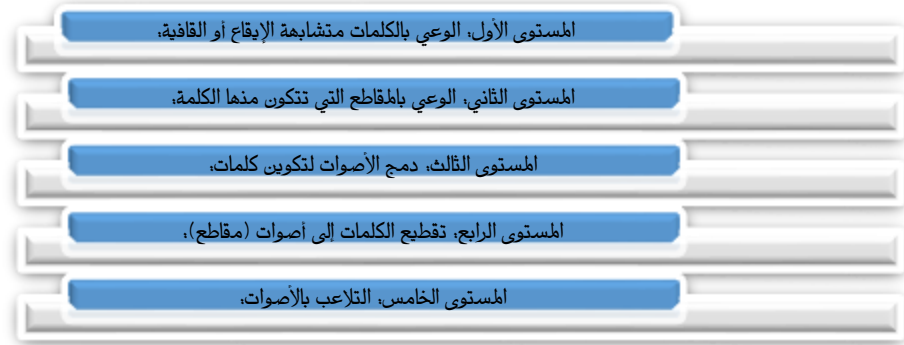 المستوى الأول: الوعي بالكلمات متشابهة الإيقاع أو القافية:
المستوى الثاني: الوعي بالمقاطع التي تتكون منها الكلمة:
المستوى الثالث: دمج الأصوات لتكوين كلمات:
المستوى الرابع: تقطيع الكلمات إلى أصوات (مقاطع):
المستوى الخامس: التلاعب بالأصوات: